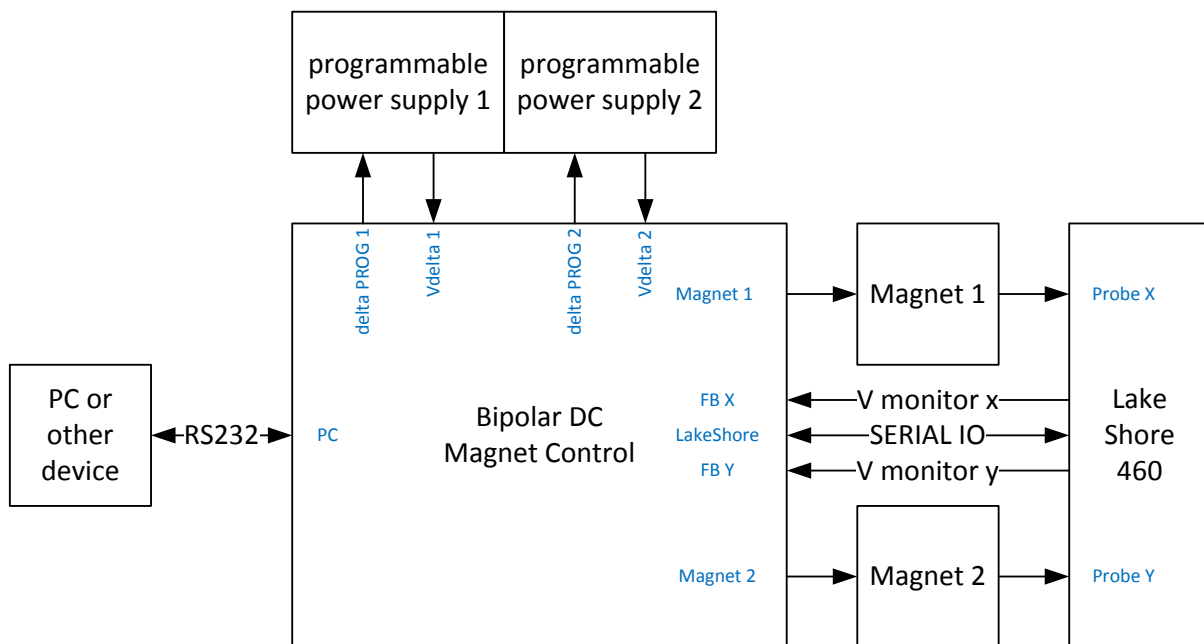 programmable
power supply 1
programmable
power supply 2
delta PROG 1
Vdelta 1
delta PROG 2
Vdelta 2
Magnet 1
Magnet 1
Probe X
PC or
other
device
RS232
PC
Bipolar DC
Magnet Control
FB X
LakeShore
FB Y
V monitor x
SERIAL IO
V monitor y
Lake
Shore
460
Magnet 2
Magnet 2
Probe Y